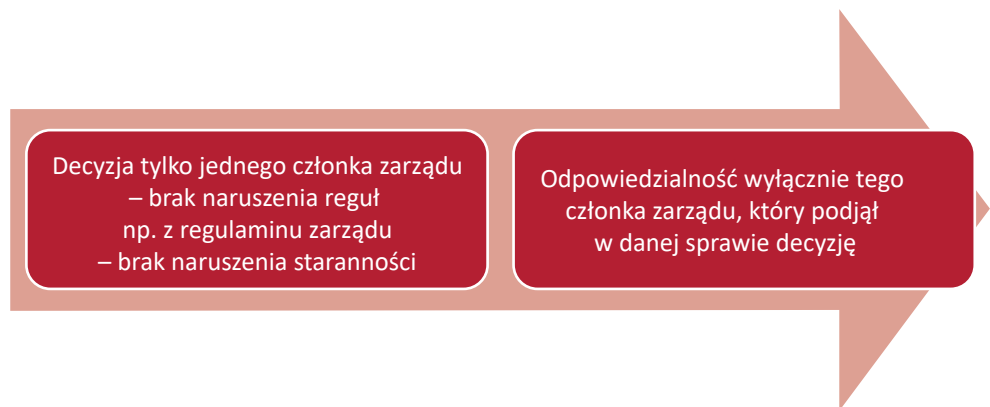 Decyzja tylko jednego członka zarządu
– brak naruszenia reguł
np. z regulaminu zarządu
– brak naruszenia staranności
Odpowiedzialność wyłącznie tego
członka zarządu, który podjął
w danej sprawie decyzję